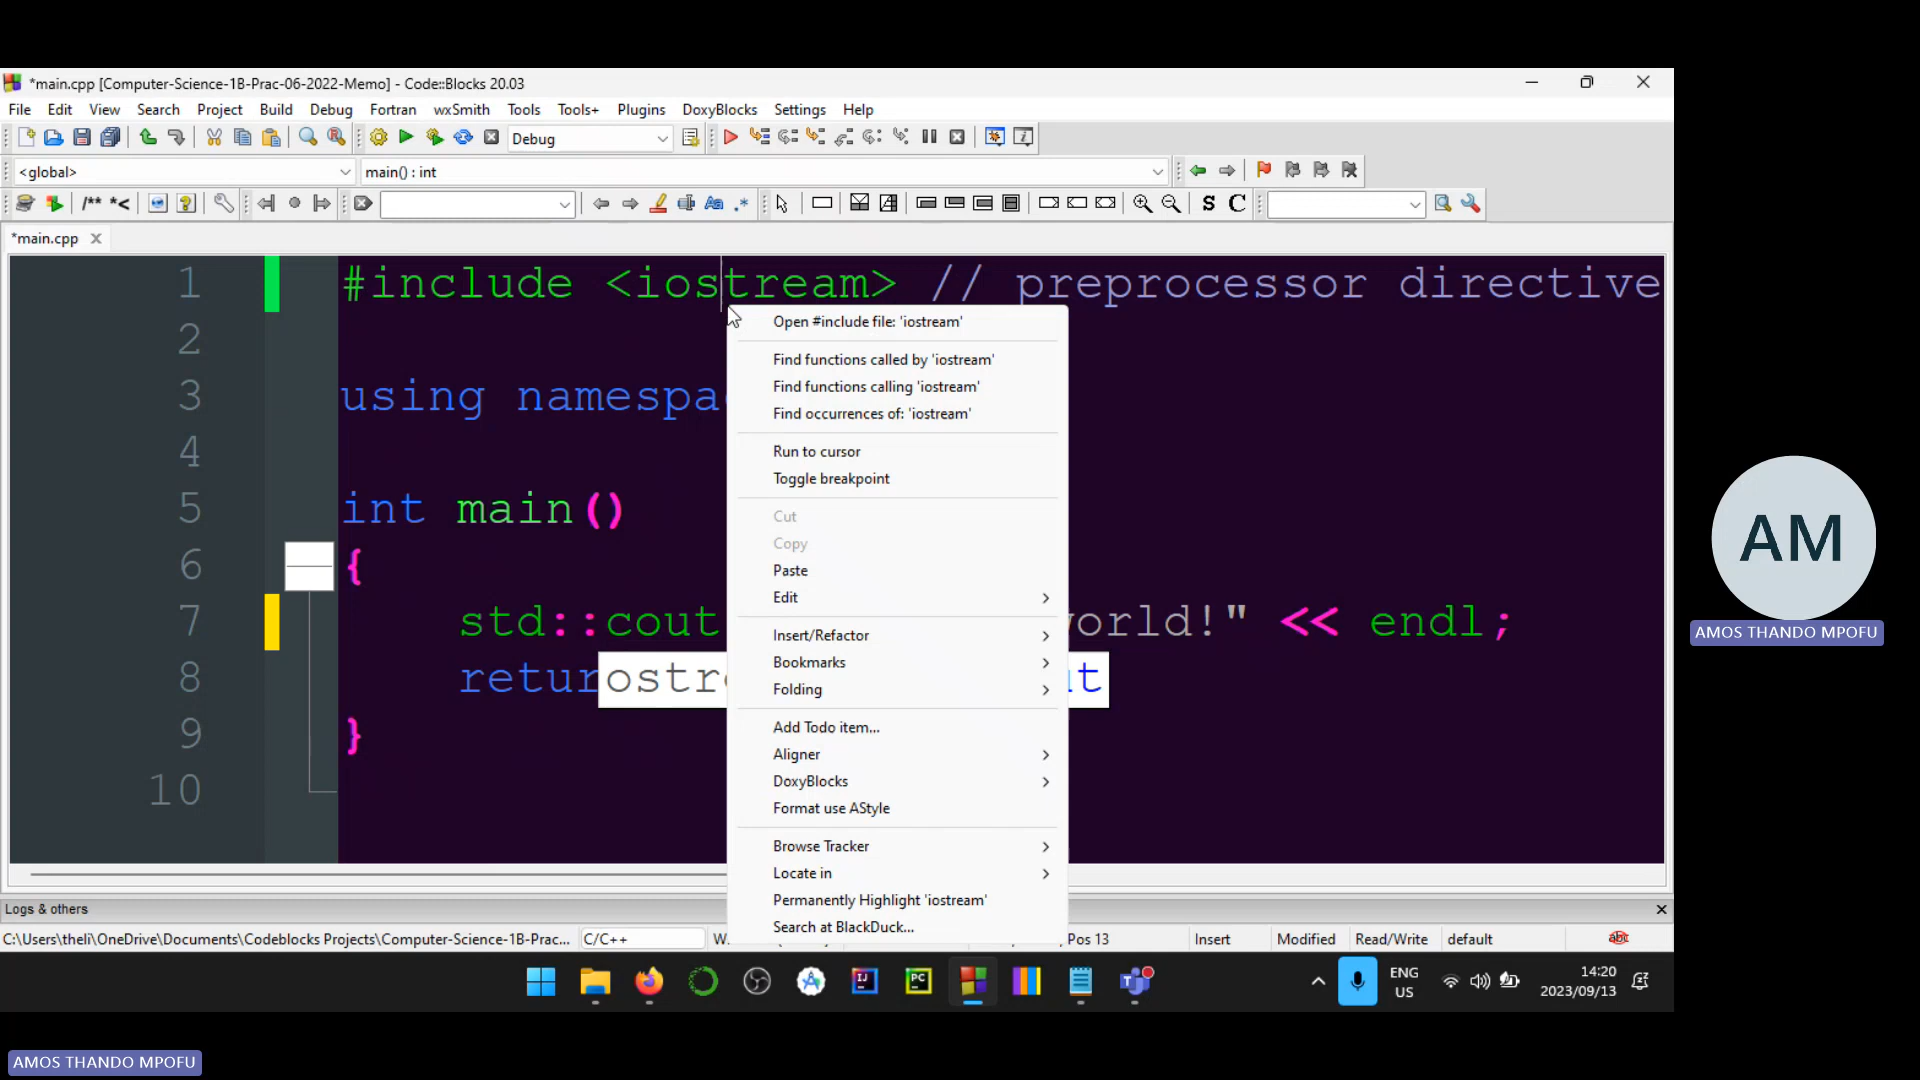 *main.cpp [Computer-Science-1B-Prac-06-2022-Memo] - Code::Blocks 20.03
File Edit View Search Project Build Debug Fortran wxSmith Tools Tools+ Plugins DoxyBlocks Settings Help
Debug
<global> main() : int
/** *< Aa .* S C
*main.cpp
1 #include <iostream> // preprocessor directive
2
3 using namespa
4
5 int main()
6 {
7 std::cout world!" << endl;
8 retur ostr t
9 }
10
Open #include file: 'iostream'
Find functions called by 'iostream'
Find functions calling 'iostream'
Find occurrences of: 'iostream'
Run to cursor
Toggle breakpoint
Cut
Copy
Paste
Edit
Insert/Refactor
Bookmarks
Folding
Add Todo item...
Aligner
DoxyBlocks
Format use AStyle
Browse Tracker
Locate in
Permanently Highlight 'iostream'
Search at BlackDuck...
Logs & others
C:\Users\theli\OneDrive\Documents\Codeblocks Projects\Computer-Science-1B-Prac... C/C++ Pos 13 Insert Modified Read/Write default abc
IJ PC
ENG
US
14:20
2023/09/13
AM
AMOS THANDO MPOFU
AMOS THANDO MPOFU